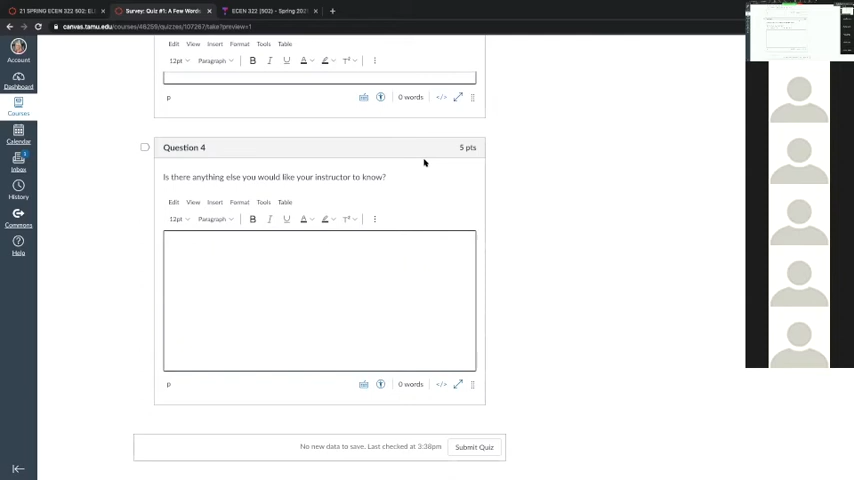 21 SPRING ECEN 322 502: EL
Survey: Quiz #1: A Few Words
ECEN 322 (502) - Spring 202
canvas.tamu.edu/courses/46259/quizzes/107267/take?preview=1
Account
Dashboard
Courses
Calendar
Inbox
History
Commons
Help
Edit View Insert Format Tools Table
12pt Paragraph B I U A T²
p
0 words </>
Question 4
5 pts
Is there anything else you would like your instructor to know?
Edit View Insert Format Tools Table
12pt Paragraph B I U A T²
p
0 words </>
No new data to save. Last checked at 3:38pm
Submit Quiz